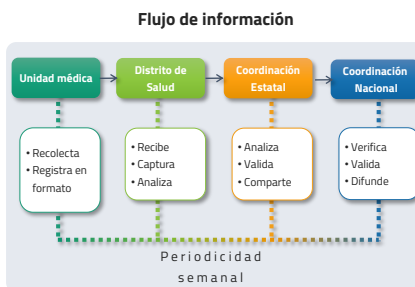 Flujo de información
Unidad médica
Distrito de
Salud
Coordinación
Estatal
Coordinación
Nacional
• Recolecta
• Registra en
formato
• Recibe
• Captura
• Analiza
• Analiza
• Valida
• Comparte
• Verifica
• Valida
• Difunde
Periodicidad
semanal